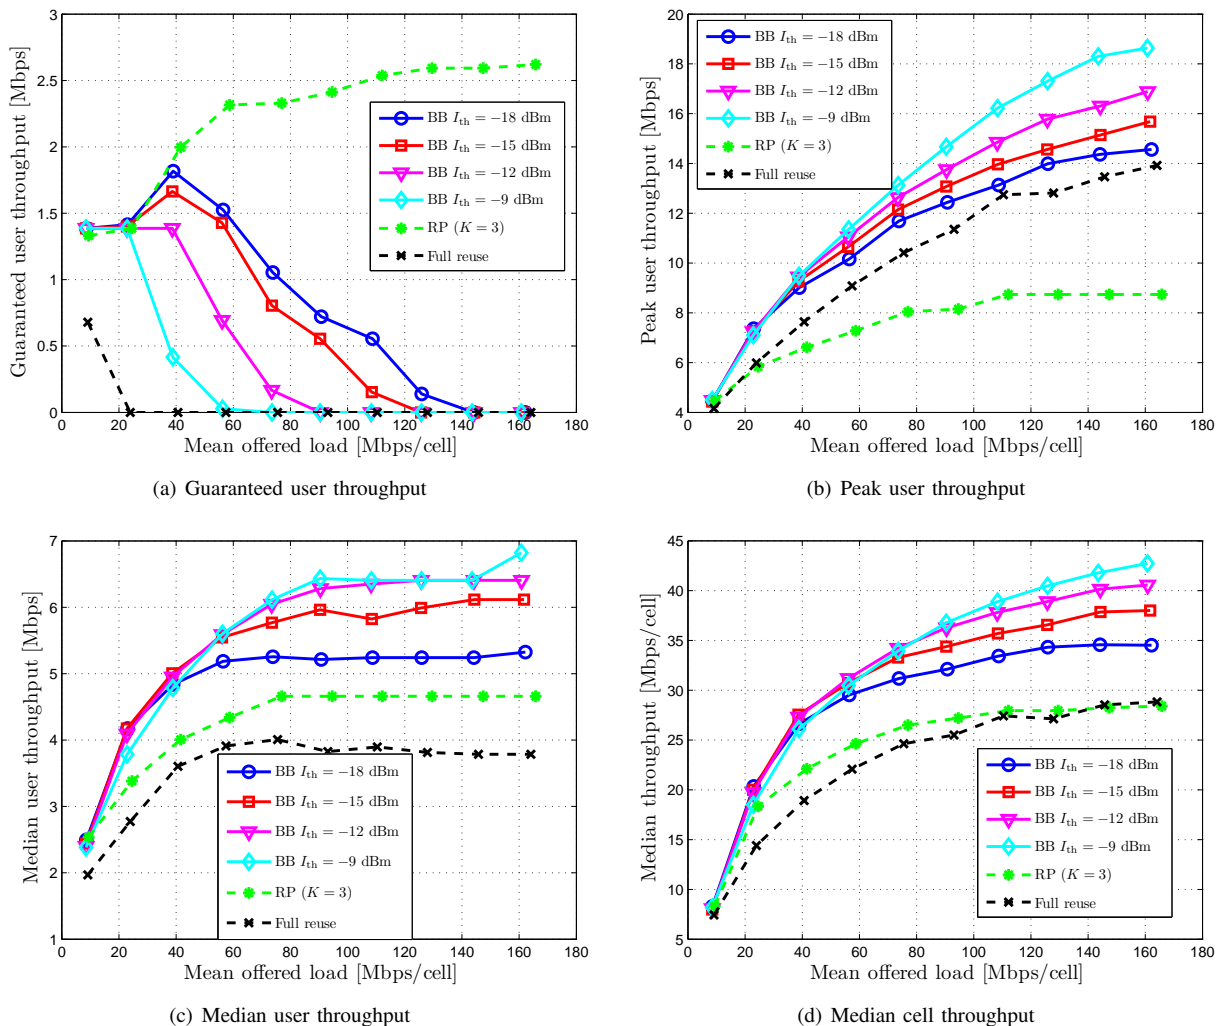 3
2.5
2
1.5
1
0.5
0
Guaranteed user throughput [Mbps]
BB I_th = −18 dBm
BB I_th = −15 dBm
BB I_th = −12 dBm
BB I_th = −9 dBm
RP (K = 3)
Full reuse
0 20 40 60 80 100 120 140 160 180
Mean offered load [Mbps/cell]
(a) Guaranteed user throughput
20
18
16
14
12
10
8
6
4
Peak user throughput [Mbps]
BB I_th = −18 dBm
BB I_th = −15 dBm
BB I_th = −12 dBm
BB I_th = −9 dBm
RP (K = 3)
Full reuse
0 20 40 60 80 100 120 140 160 180
Mean offered load [Mbps/cell]
(b) Peak user throughput
7
6
5
4
3
2
1
Median user throughput [Mbps]
BB I_th = −18 dBm
BB I_th = −15 dBm
BB I_th = −12 dBm
BB I_th = −9 dBm
RP (K = 3)
Full reuse
0 20 40 60 80 100 120 140 160 180
Mean offered load [Mbps/cell]
(c) Median user throughput
45
40
35
30
25
20
15
10
5
Median throughput [Mbps/cell]
BB I_th = −18 dBm
BB I_th = −15 dBm
BB I_th = −12 dBm
BB I_th = −9 dBm
RP (K = 3)
Full reuse
0 20 40 60 80 100 120 140 160 180
Mean offered load [Mbps/cell]
(d) Median cell throughput